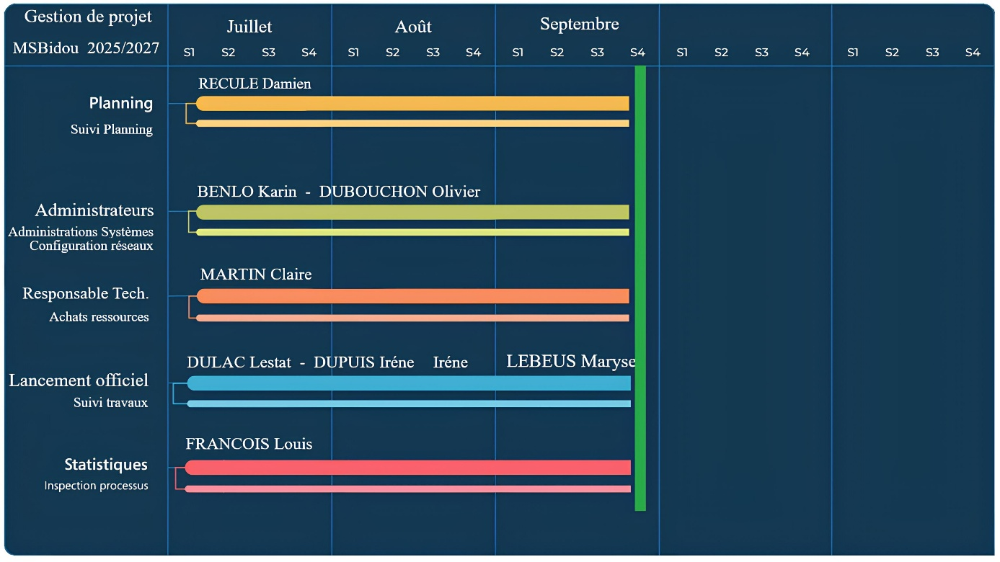 Gestion de projet
MSBidou 2025/2027
Juillet
Août
Septembre
S1 S2 S3 S4 S1 S2 S3 S4 S1 S2 S3 S4 S1 S2 S3 S4 S1 S2 S3 S4
RECULE Damien
Planning
Suivi Planning
BENLO Karin - DUBOUCHON Olivier
Administrateurs
Administrations Systèmes
Configuration réseaux
MARTIN Claire
Responsable Tech.
Achats ressources
DULAC Lestat - DUPUIS Iréne Iréne LEBEUS Maryse
Lancement officiel
Suivi travaux
FRANCOIS Louis
Statistiques
Inspection processus